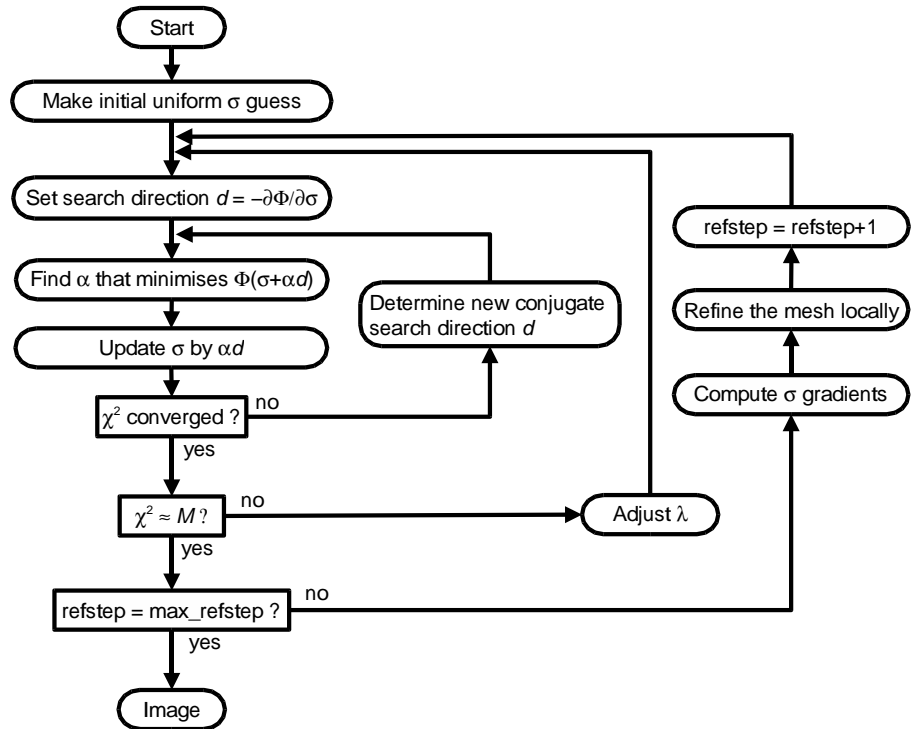 Start
Make initial uniform σ guess
Set search direction d = −∂Φ/∂σ
Find α that minimises Φ(σ+αd)
Update σ by αd
χ² converged ?
no
yes
Determine new conjugate
search direction d
χ² ≈ M ?
no
yes
Adjust λ
refstep = max_refstep ?
no
yes
Image
refstep = refstep+1
Refine the mesh locally
Compute σ gradients